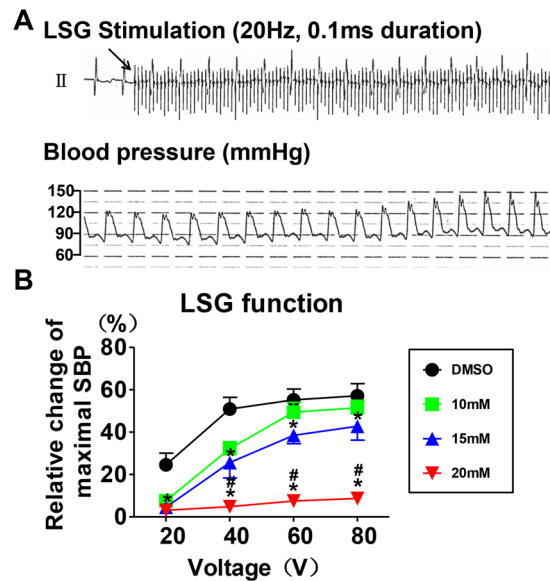 A
LSG Stimulation (20Hz, 0.1ms duration)
II
Blood pressure (mmHg)
150
120
90
60
B
LSG function
(%)
Relative change of
maximal SBP
80
60
40
20
0
*
*
#
*
*
#
*
*
#
*
20
40
60
80
Voltage (V)
DMSO
10mM
15mM
20mM